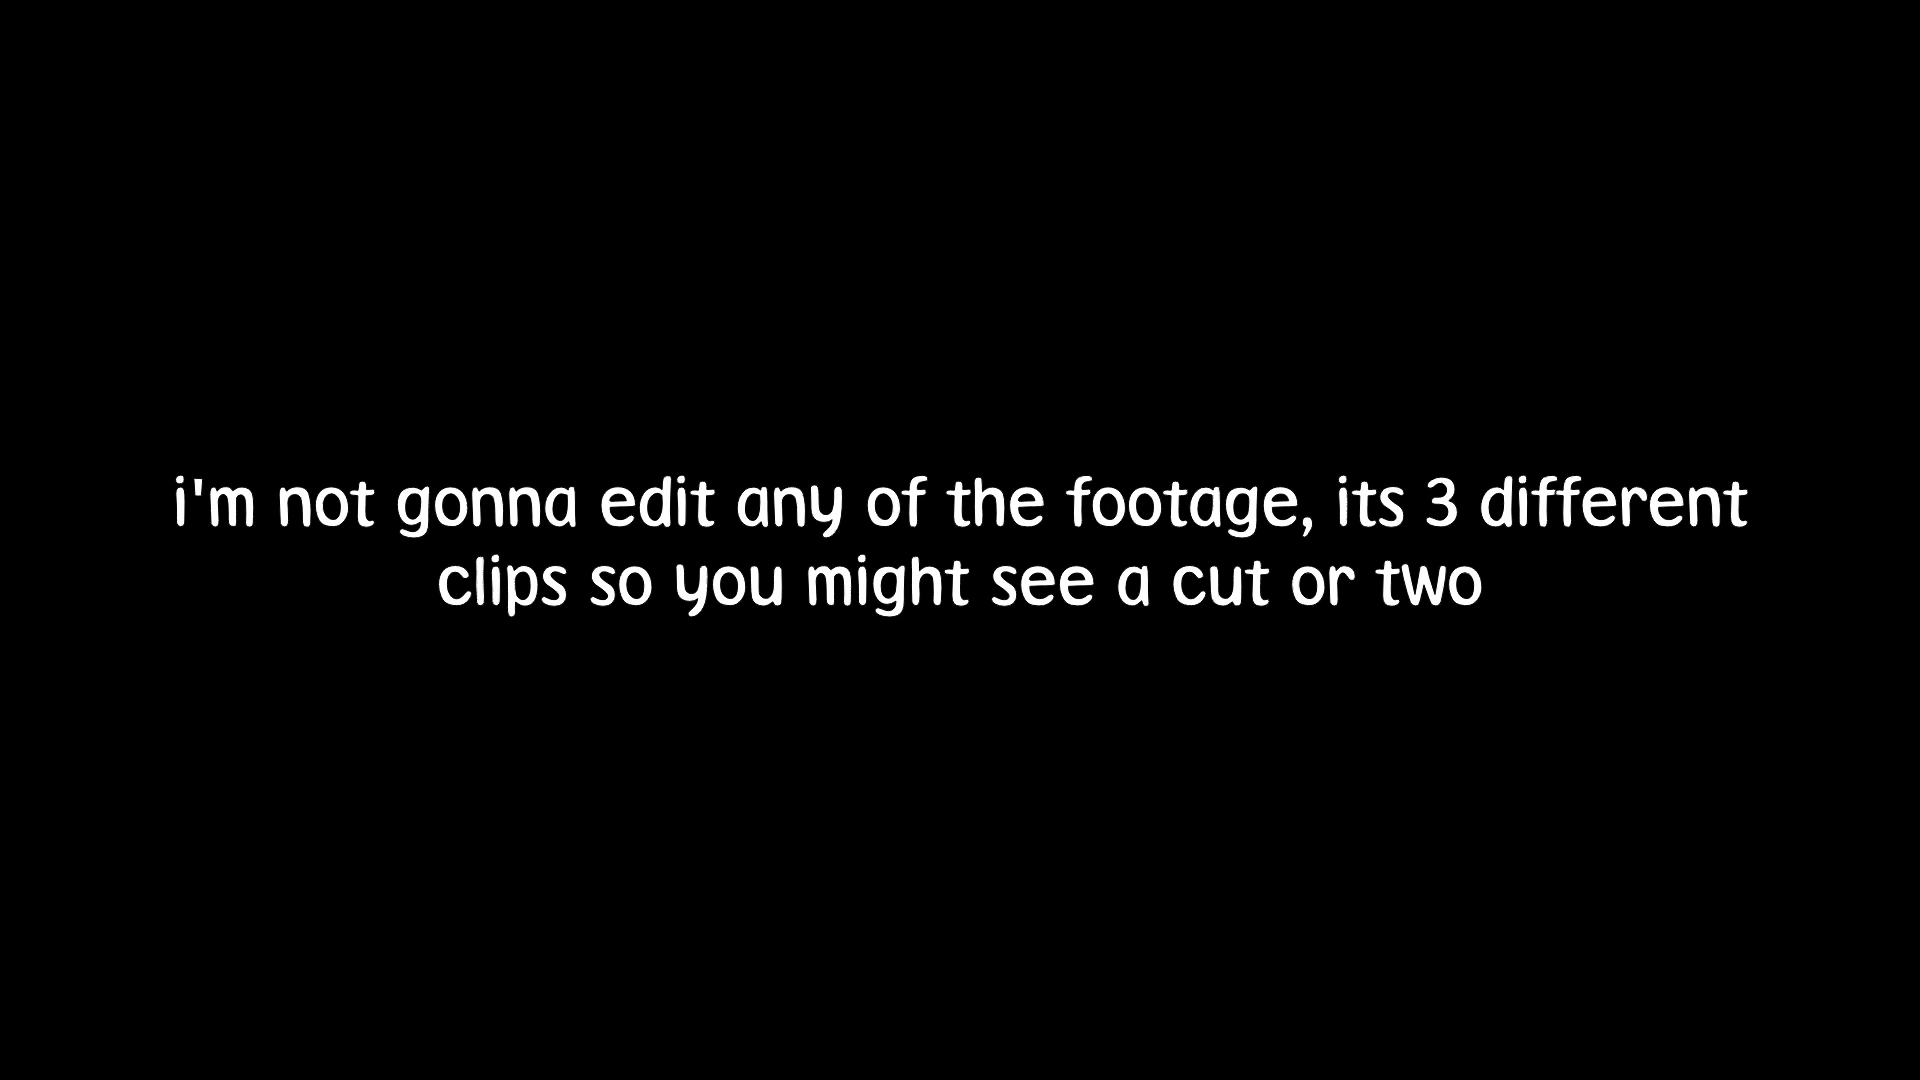 i'm not gonna edit any of the footage, its 3 different
clips so you might see a cut or two